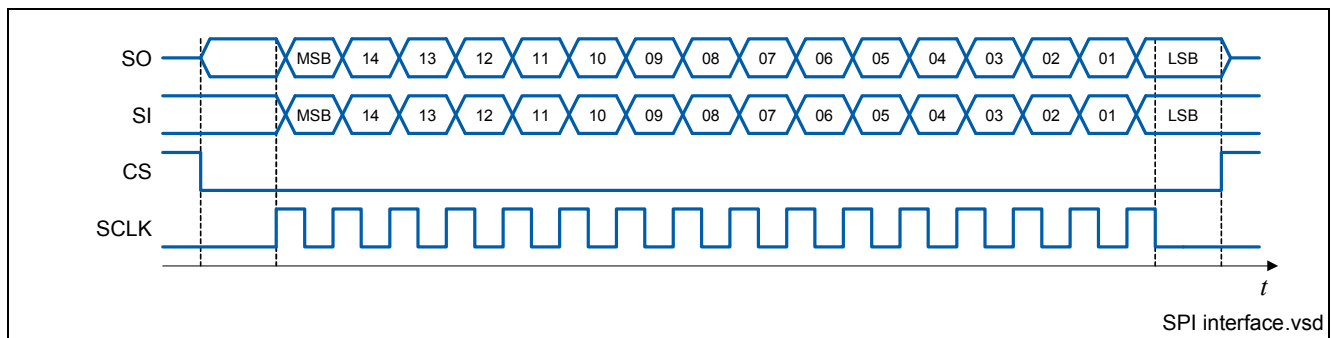 SO MSB 14 13 12 11 10 09 08 07 06 05 04 03 02 01 LSB
SI MSB 14 13 12 11 10 09 08 07 06 05 04 03 02 01 LSB
CS
SCLK
t
SPI interface.vsd